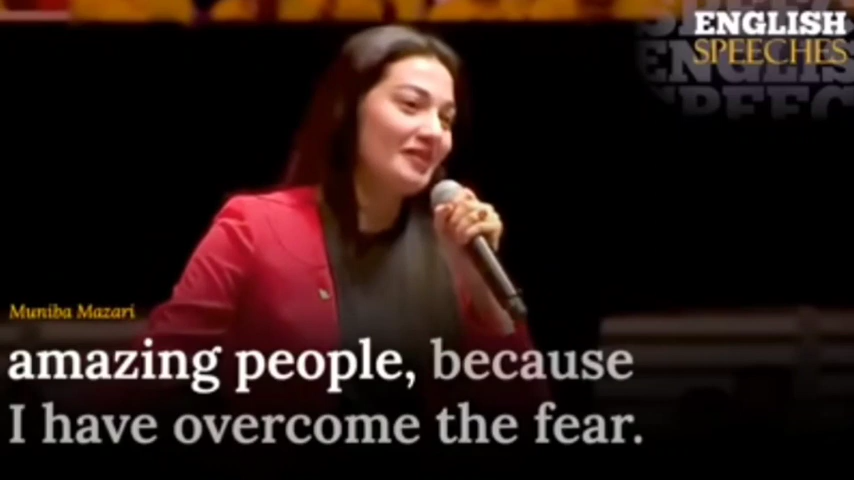 ENGLISH
SPEECHES
Muniba Mazari
amazing people, because
I have overcome the fear.